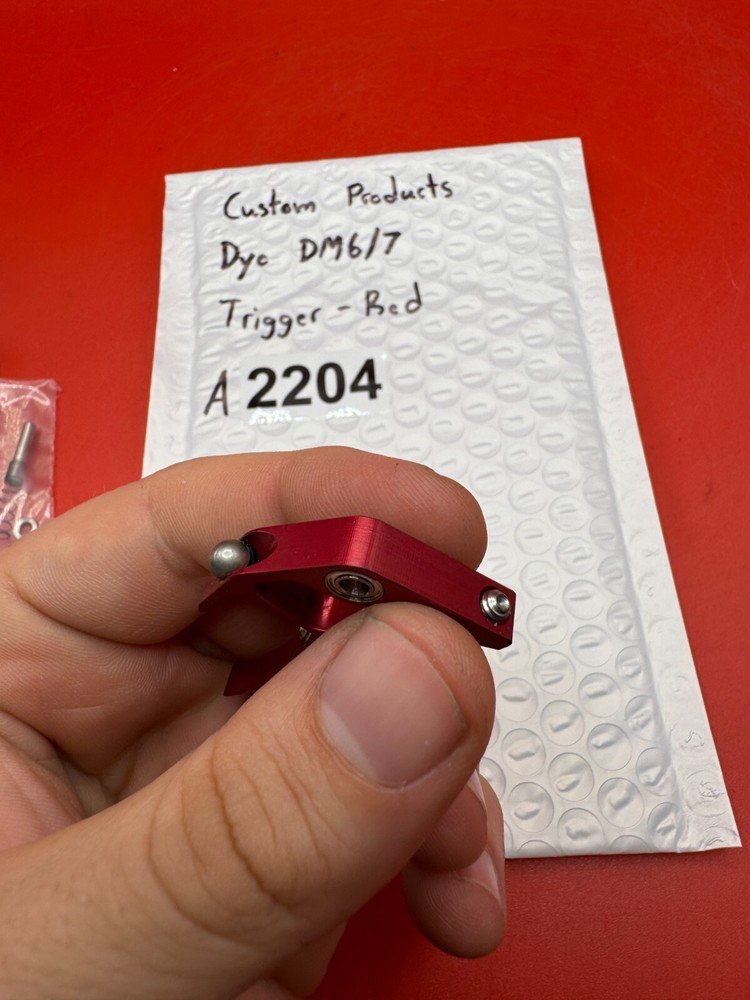 Custom Products
Dye DM6/7
Trigger - Red
A 2204